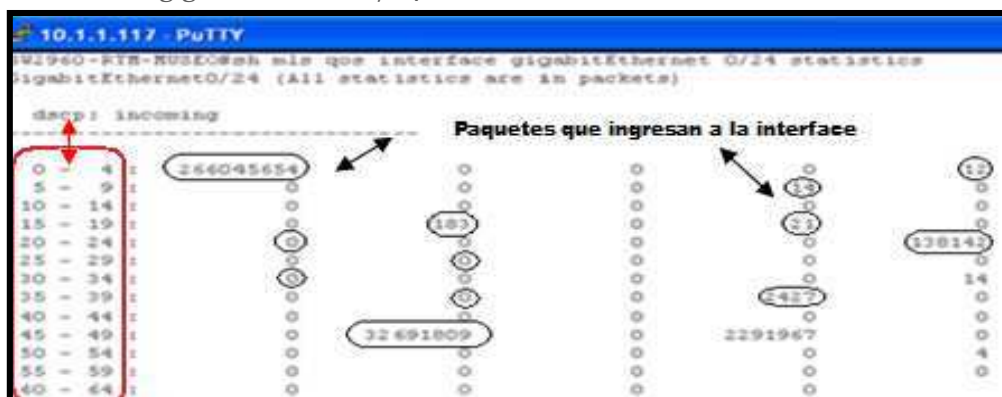 10.1.1.117 - PuTTY
SW2960-RTM-MUSEO#sh mls qos interface gigabitEthernet 0/24 statistics
GigabitEthernet0/24 (All statistics are in packets)
dscp: incoming
-------------------------------
Paquetes que ingresan a la interface
0 - 4 : 266045654 0 0 0 12
5 - 9 : 0 0 0 14 0
10 - 14 : 0 0 0 0 0
15 - 19 : 0 183 0 21 0
20 - 24 : 0 0 0 0 138142
25 - 29 : 0 0 0 0 0
30 - 34 : 0 0 0 0 14
35 - 39 : 0 0 0 2427 0
40 - 44 : 0 0 0 0 0
45 - 49 : 0 32691809 0 2291967 0
50 - 54 : 0 0 0 0 4
55 - 59 : 0 0 0 0 0
60 - 64 : 0 0 0 0